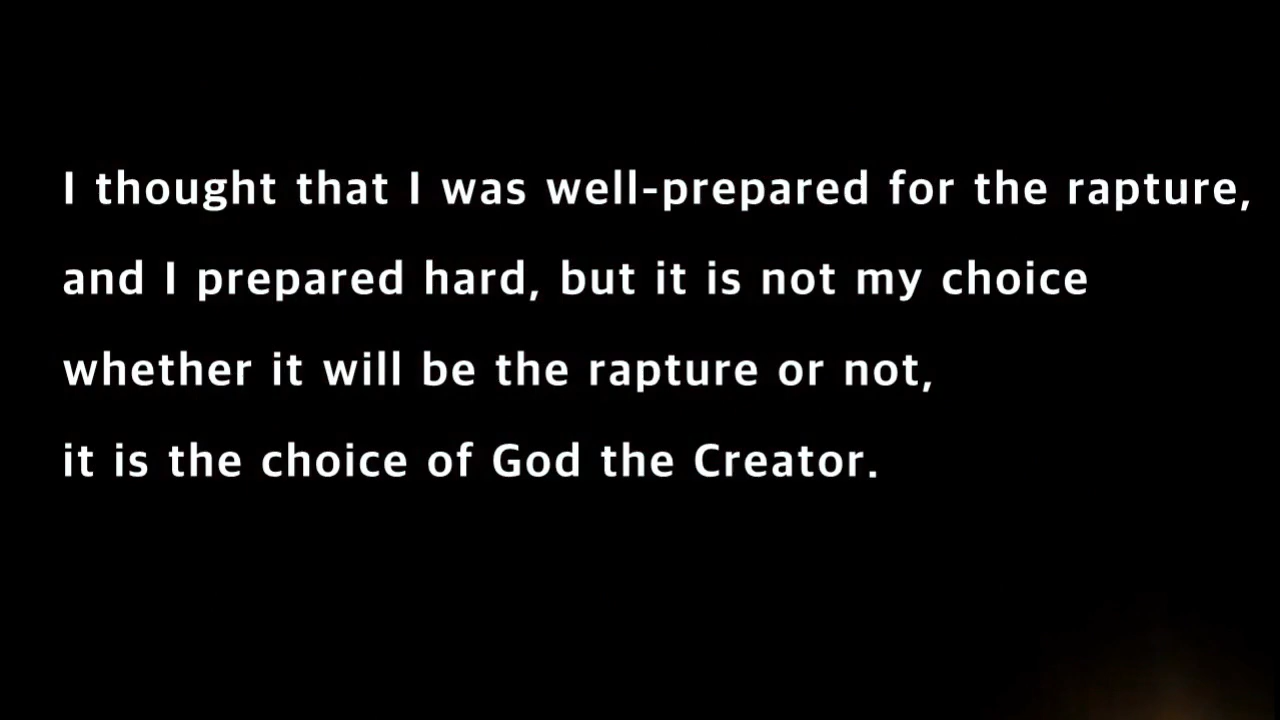 I thought that I was well-prepared for the rapture,
and I prepared hard, but it is not my choice
whether it will be the rapture or not,
it is the choice of God the Creator.